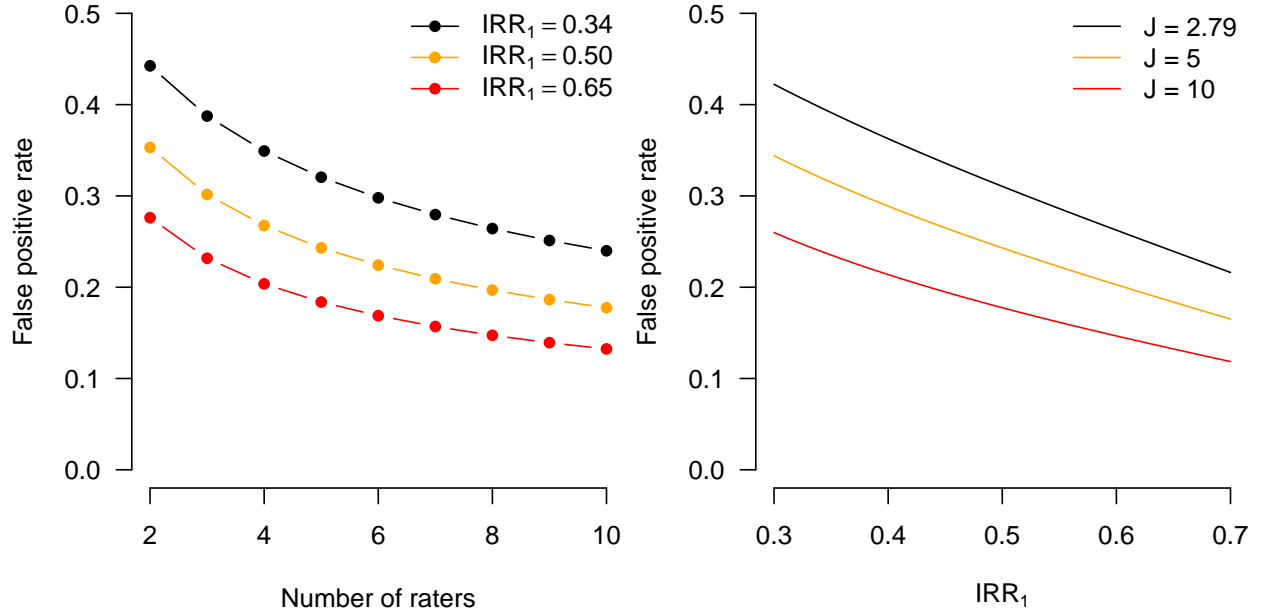 False positive rate
0.5
0.4
0.3
0.2
0.1
0.0
IRR₁ = 0.34
IRR₁ = 0.50
IRR₁ = 0.65
2 4 6 8 10
Number of raters
False positive rate
0.5
0.4
0.3
0.2
0.1
0.0
J = 2.79
J = 5
J = 10
0.3 0.4 0.5 0.6 0.7
IRR₁